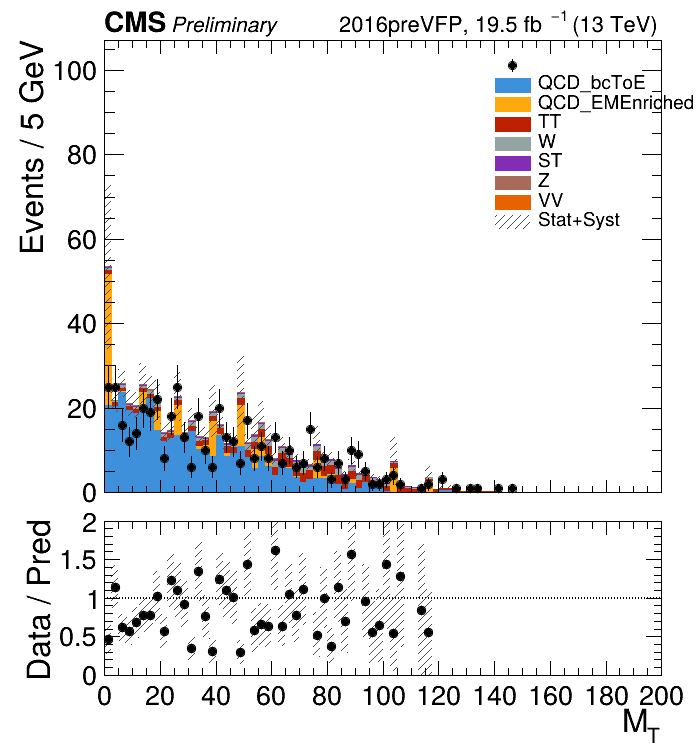 CMS Preliminary 2016preVFP, 19.5 fb⁻¹ (13 TeV)
Events / 5 GeV
100
80
60
40
20
0
QCD_bcToE
QCD_EMEnriched
TT
W
ST
Z
VV
Stat+Syst
Data / Pred
2
1.5
1
0.5
0
0 20 40 60 80 100 120 140 160 180 200
M_T